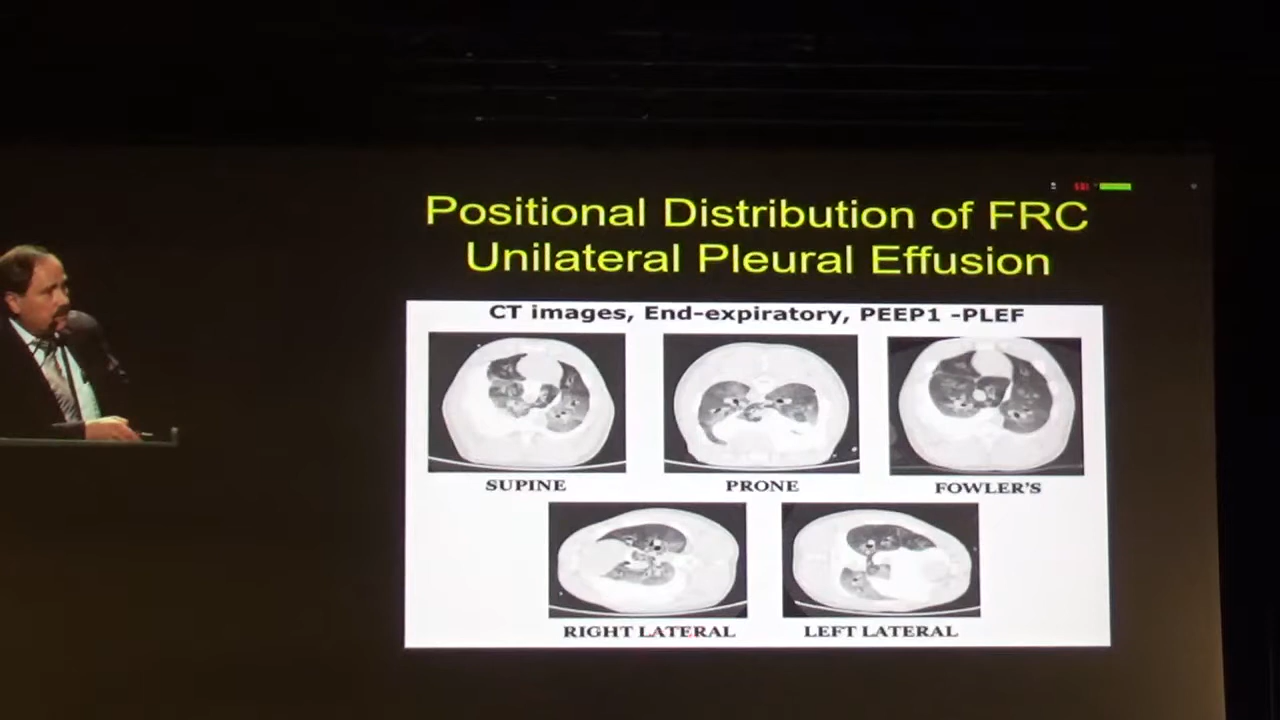 Positional Distribution of FRC
Unilateral Pleural Effusion
CT images, End-expiratory, PEEP1 -PLEF
SUPINE
PRONE
FOWLER'S
RIGHT LATERAL
LEFT LATERAL